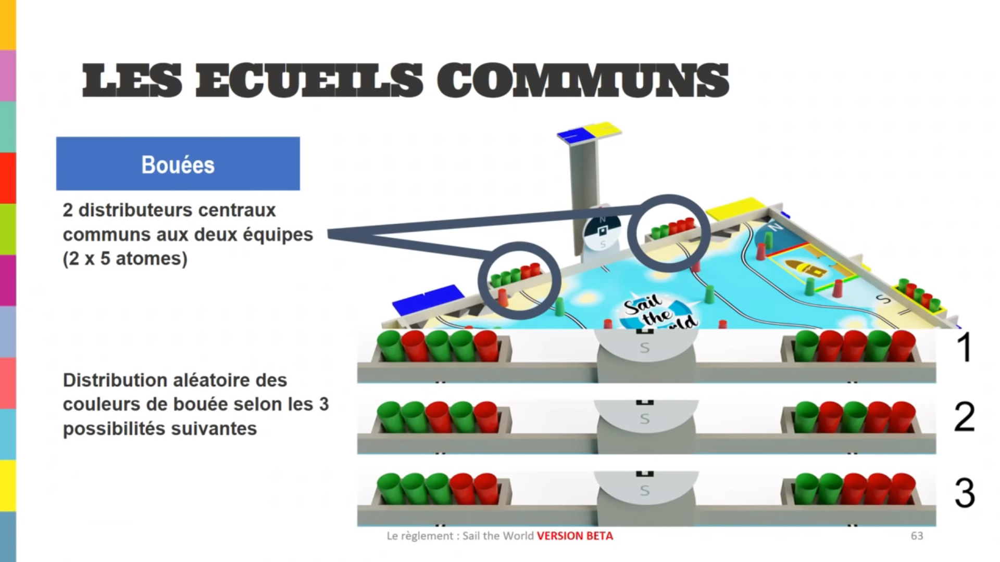 LES ECUEILS COMMUNS
Bouées
2 distributeurs centraux
communs aux deux équipes
(2 x 5 atomes)
N
S
N
S
Sail
the
Distribution aléatoire des
couleurs de bouée selon les 3
possibilités suivantes
S
1
S
2
S
3
Le règlement : Sail the World VERSION BETA
63